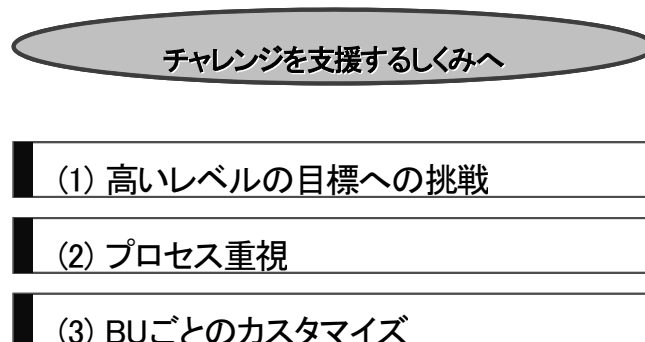 チャレンジを支援するしくみへ
(1) 高いレベルの目標への挑戦
(2) プロセス重視
(3) BUごとのカスタマイズ